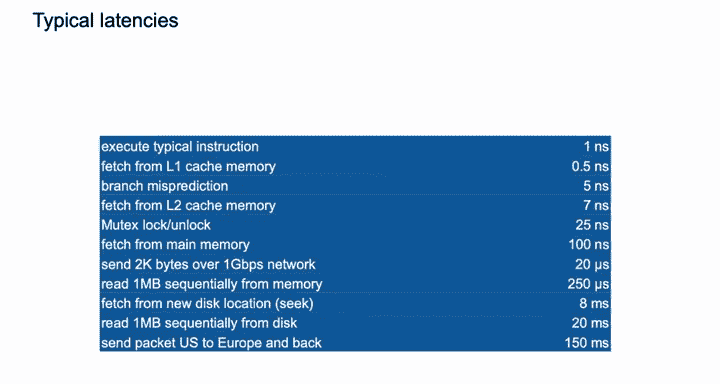 Typical latencies
execute typical instruction 1 ns
fetch from L1 cache memory 0.5 ns
branch misprediction 5 ns
fetch from L2 cache memory 7 ns
Mutex lock/unlock 25 ns
fetch from main memory 100 ns
send 2K bytes over 1Gbps network 20 µs
read 1MB sequentially from memory 250 µs
fetch from new disk location (seek) 8 ms
read 1MB sequentially from disk 20 ms
send packet US to Europe and back 150 ms